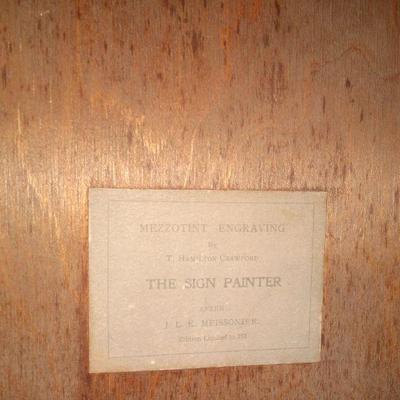 MEZZOTINT ENGRAVING
By
T. HAMILTON CRAWFORD
THE SIGN PAINTER
AFTER
J. L. E. MEISSONIER.
Edition Limited to